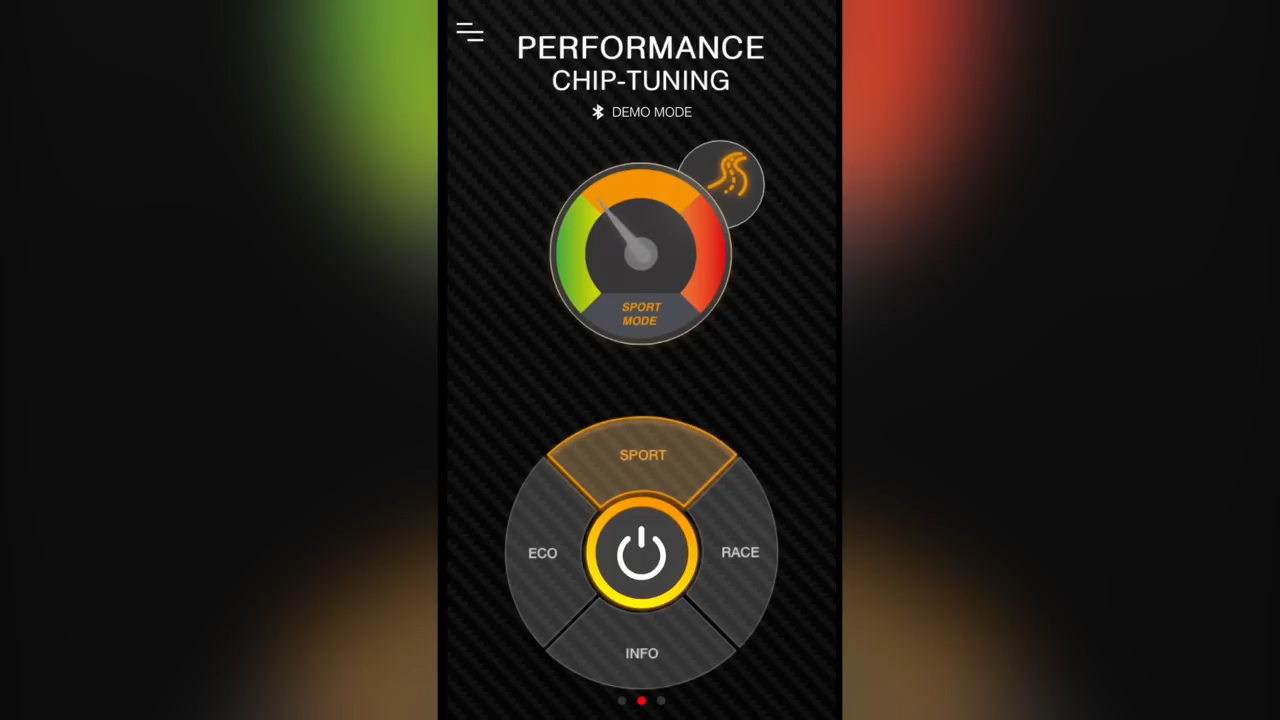 PERFORMANCE
CHIP-TUNING
DEMO MODE
SPORT
MODE
SPORT
ECO
RACE
INFO